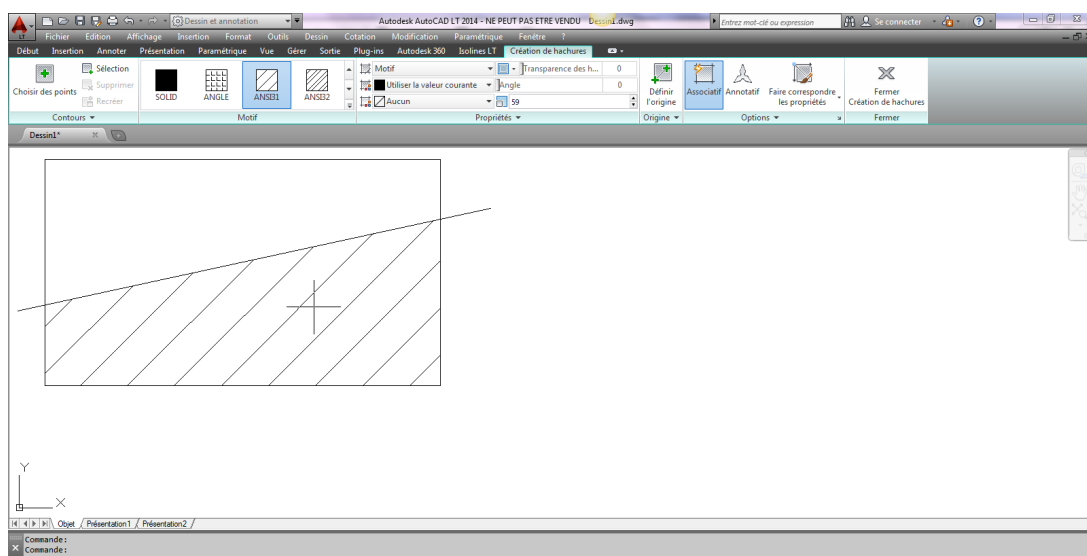 Dessin et annotation Autodesk AutoCAD LT 2014 - NE PEUT PAS ETRE VENDU Dessin1.dwg Entrez mot-clé ou expression Se connecter
LT Fichier Edition Affichage Insertion Format Outils Dessin Cotation Modification Paramétrique Fenêtre ?
Début Insertion Annoter Présentation Paramétrique Vue Gérer Sortie Plug-ins Autodesk 360 Isolines LT Création de hachures
Choisir des points
Sélection
Supprimer
Recréer
SOLID ANGLE ANSI31 ANSI32
Motif Transparence des h... 0
Utiliser la valeur courante Angle 0
Aucun 59
Définir l'origine
Associatif Annotatif
Faire correspondre
les propriétés
Fermer
Création de hachures
Contours Motif Propriétés Origine Options Fermer
Dessin1*
Y
X
Objet Présentation1 Présentation2
Commande:
Commande: